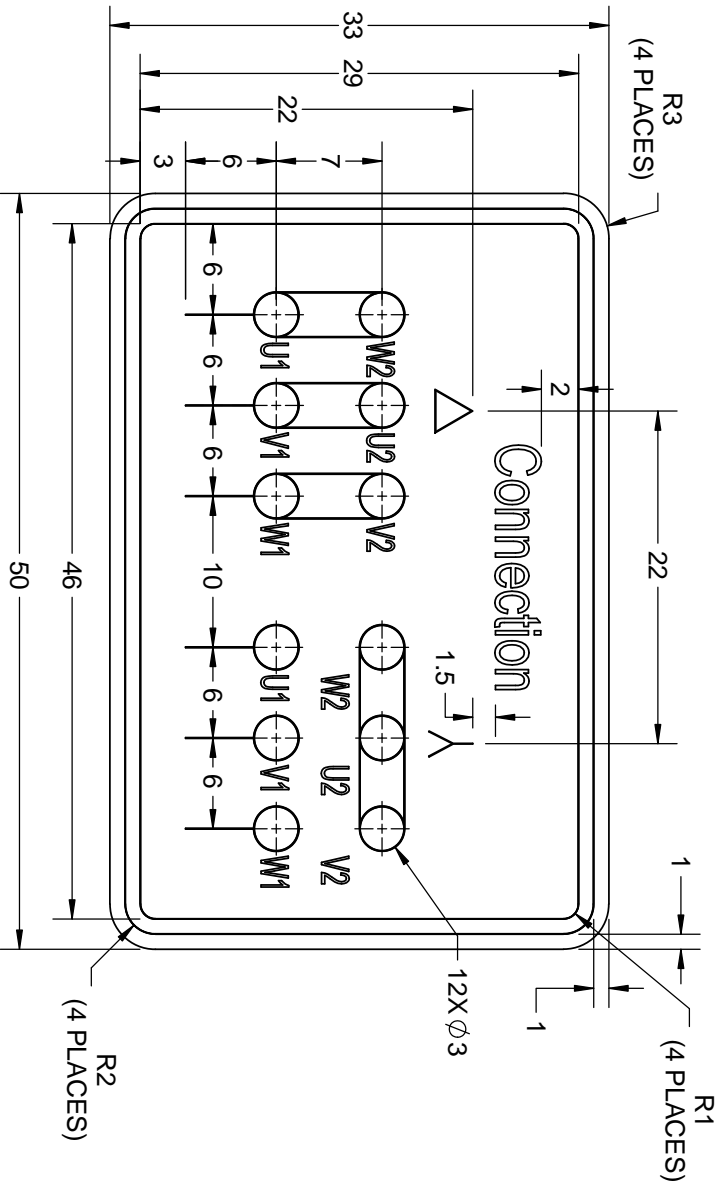 R1
(4 PLACES)
R3
(4 PLACES)
1
22
2
1
Connection
12X Ø3
1.5
33
29
22
7
6
3
W2 U2 V2
W2 U2 V2
U1 V1 W1 U1 V1 W1
6 6 6 10 6 6
46
R2
(4 PLACES)
50